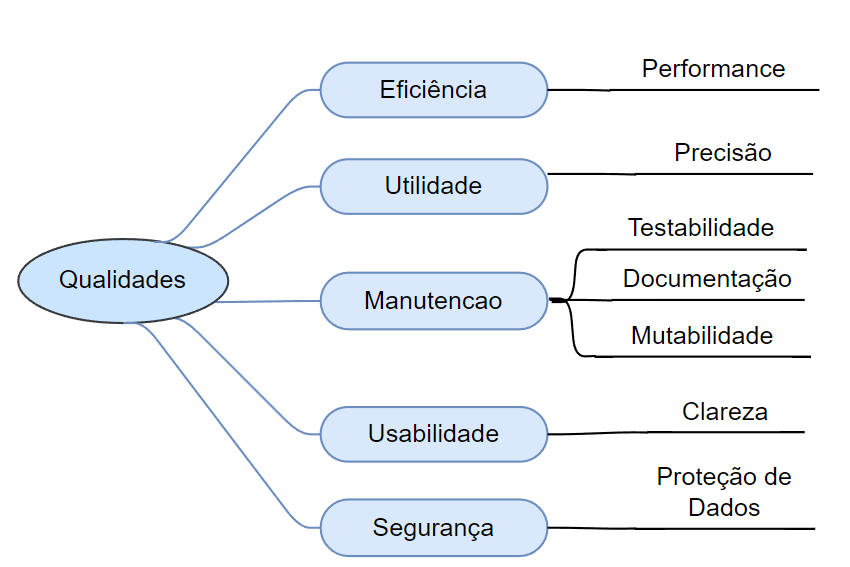 Qualidades
Eficiência
Performance
Utilidade
Precisão
Manutencao
Testabilidade
Documentação
Mutabilidade
Usabilidade
Clareza
Segurança
Proteção de
Dados